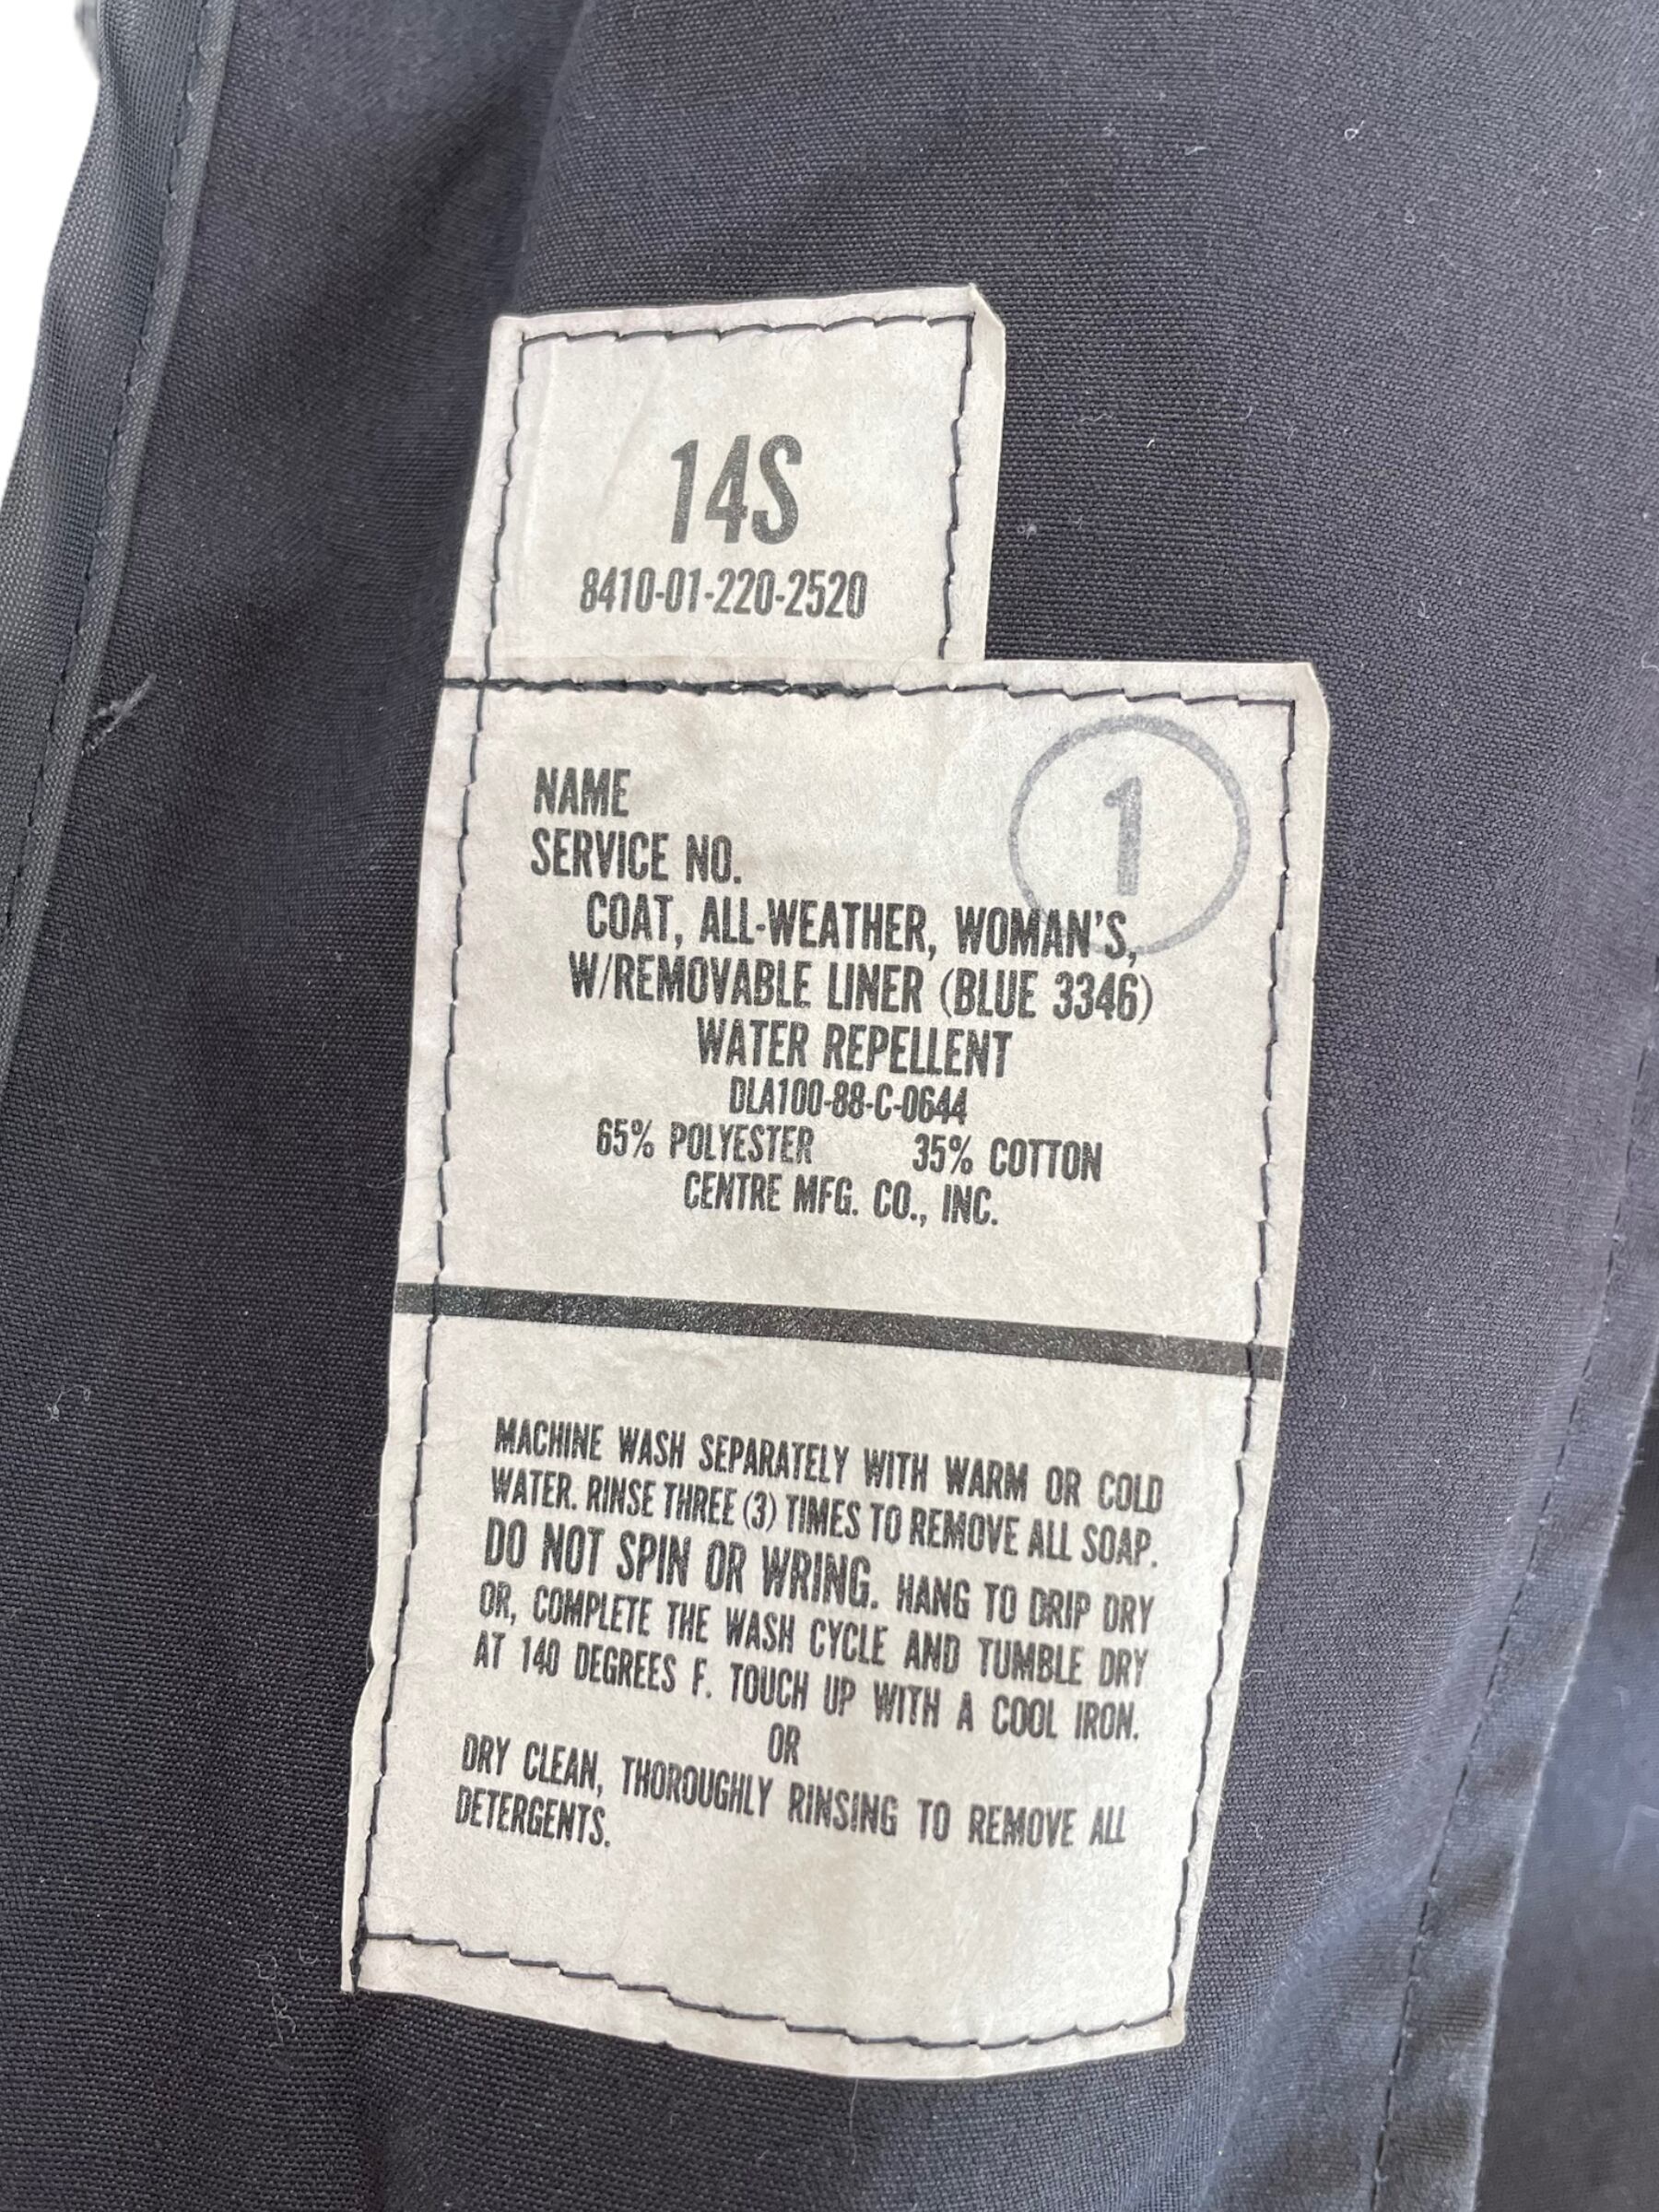 14S
8410-01-220-2520
1
NAME
SERVICE NO.
COAT, ALL-WEATHER, WOMAN'S,
W/REMOVABLE LINER (BLUE 3346)
WATER REPELLENT
DLA100-88-C-0644
65% POLYESTER 35% COTTON
CENTRE MFG. CO., INC.
MACHINE WASH SEPARATELY WITH WARM OR COLD
WATER. RINSE THREE (3) TIMES TO REMOVE ALL SOAP.
DO NOT SPIN OR WRING. HANG TO DRIP DRY
OR, COMPLETE THE WASH CYCLE AND TUMBLE DRY
AT 140 DEGREES F. TOUCH UP WITH A COOL IRON.
OR
DRY CLEAN, THOROUGHLY RINSING TO REMOVE ALL
DETERGENTS.